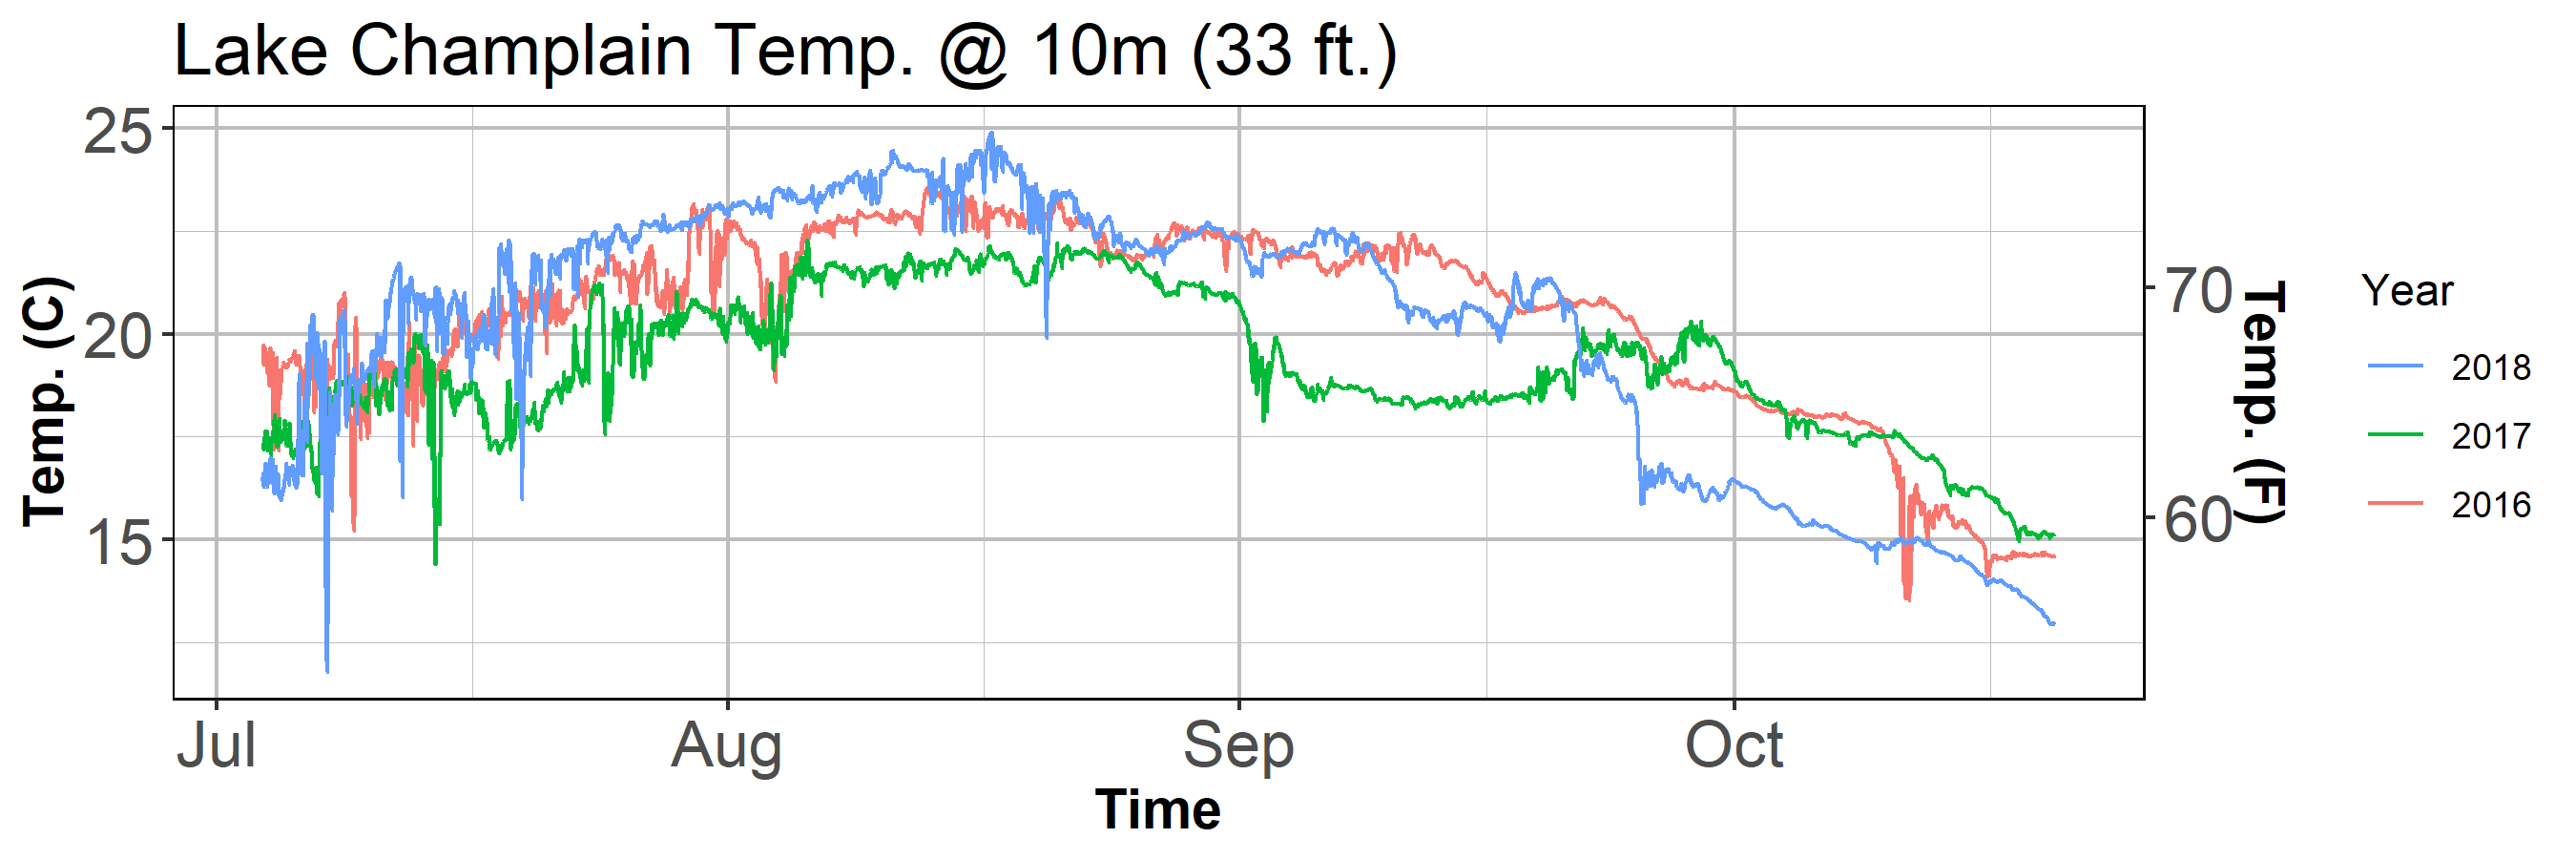 Lake Champlain Temp. @ 10m (33 ft.)
25
20
15
Temp. (C)
70
60
Temp. (F)
Jul Aug Sep Oct
Time
Year
2018
2017
2016